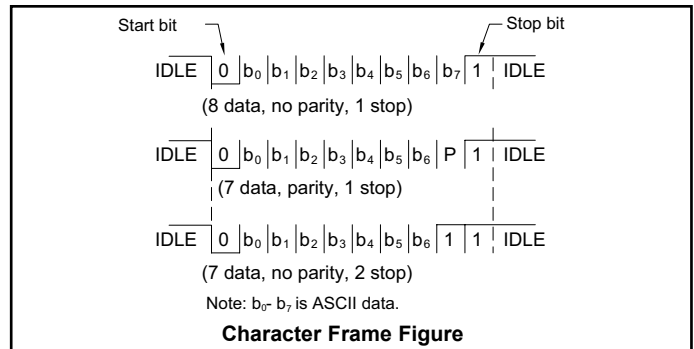 Start bit Stop bit
IDLE 0 b₀ b₁ b₂ b₃ b₄ b₅ b₆ b₇ 1 IDLE
(8 data, no parity, 1 stop)
IDLE 0 b₀ b₁ b₂ b₃ b₄ b₅ b₆ P 1 IDLE
(7 data, parity, 1 stop)
IDLE 0 b₀ b₁ b₂ b₃ b₄ b₅ b₆ 1 1 IDLE
(7 data, no parity, 2 stop)
Note: b₀- b₇ is ASCII data.
Character Frame Figure